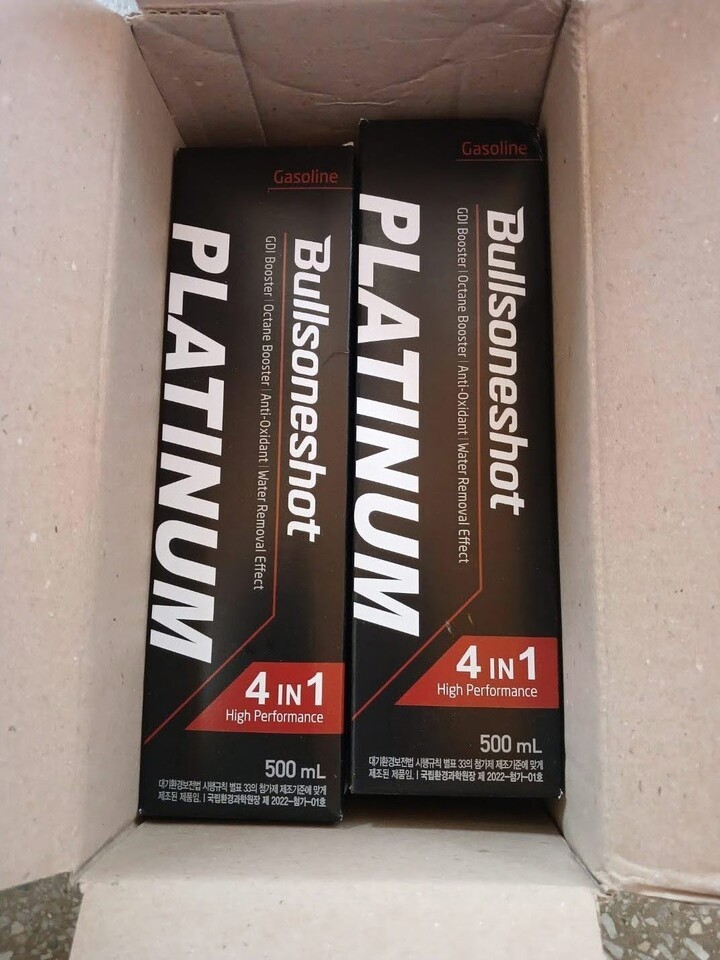 Gasoline
Bullsoneshot
GDI Booster | Octane Booster | Anti-Oxidant | Water Removal Effect
PLATINUM
4 IN 1
High Performance
500 mL
대기환경보전법 시행규칙 별표 33의 첨가제 제조기준에 맞게
제조된 제품임. | 국립환경과학원장 제 2022-첨가-01호
Gasoline
Bullsoneshot
GDI Booster | Octane Booster | Anti-Oxidant | Water Removal Effect
PLATINUM
4 IN 1
High Performance
500 mL
대기환경보전법 시행규칙 별표 33의 첨가제 제조기준에 맞게
제조된 제품임. | 국립환경과학원장 제 2022-첨가-01호